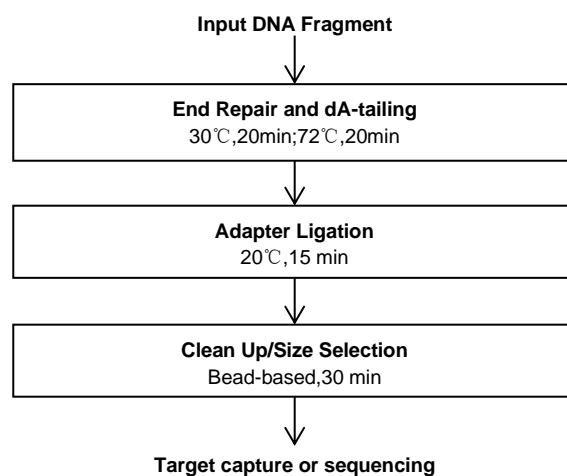 Input DNA Fragment
End Repair and dA-tailing
30℃,20min;72℃,20min
Adapter Ligation
20℃,15 min
Clean Up/Size Selection
Bead-based,30 min
Target capture or sequencing